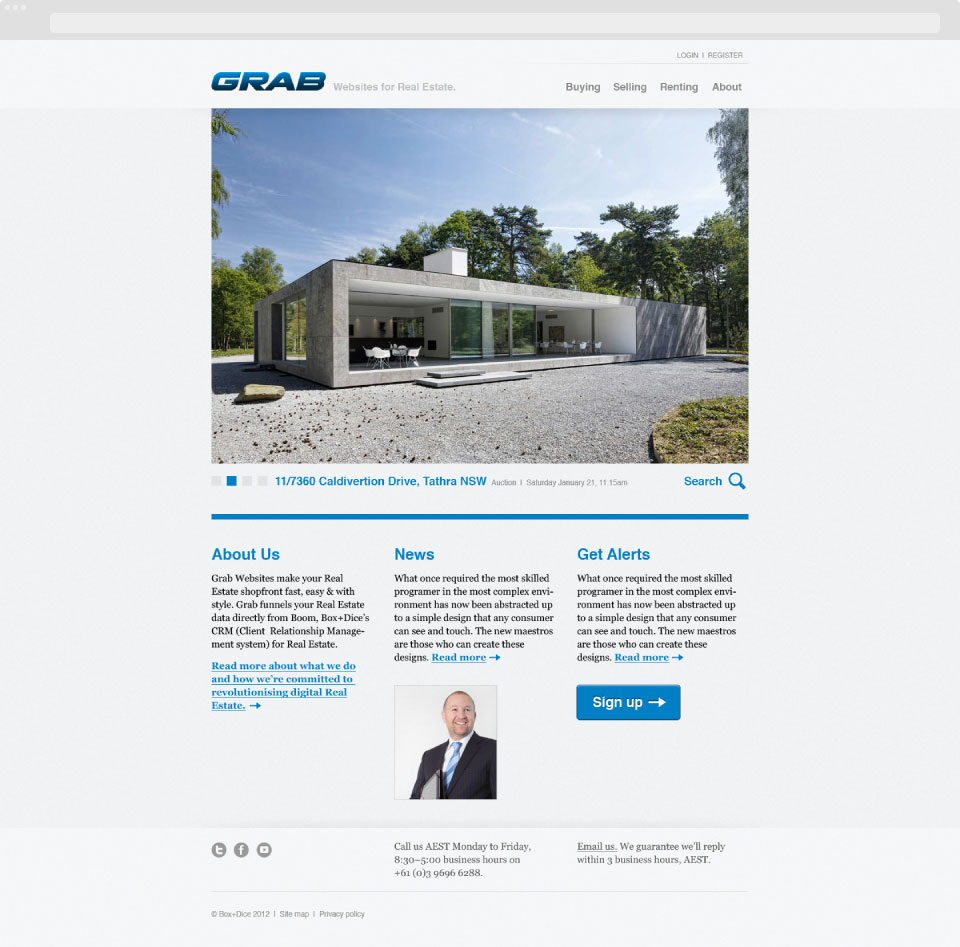 LOGIN | REGISTER
GRAB Websites for Real Estate.
Buying Selling Renting About
11/7360 Caldivertion Drive, Tathra NSW Auction | Saturday January 21, 11:15am
Search
About Us
Grab Websites make your Real
Estate shopfront fast, easy & with
style. Grab funnels your Real Estate
data directly from Boom, Box+Dice's
CRM (Client Relationship Manage-
ment system) for Real Estate.
Read more about what we do
and how we're committed to
revolutionising digital Real
Estate. →
News
What once required the most skilled
programer in the most complex envi-
ronment has now been abstracted up
to a simple design that any consumer
can see and touch. The new maestros
are those who can create these
designs. Read more →
Get Alerts
What once required the most skilled
programer in the most complex envi-
ronment has now been abstracted up
to a simple design that any consumer
can see and touch. The new maestros
are those who can create these
designs. Read more →
Sign up →
Call us AEST Monday to Friday,
8:30–5:00 business hours on
+61 (0)3 9696 6288.
Email us. We guarantee we'll reply
within 3 business hours, AEST.
© Box+Dice 2012 | Site map | Privacy policy